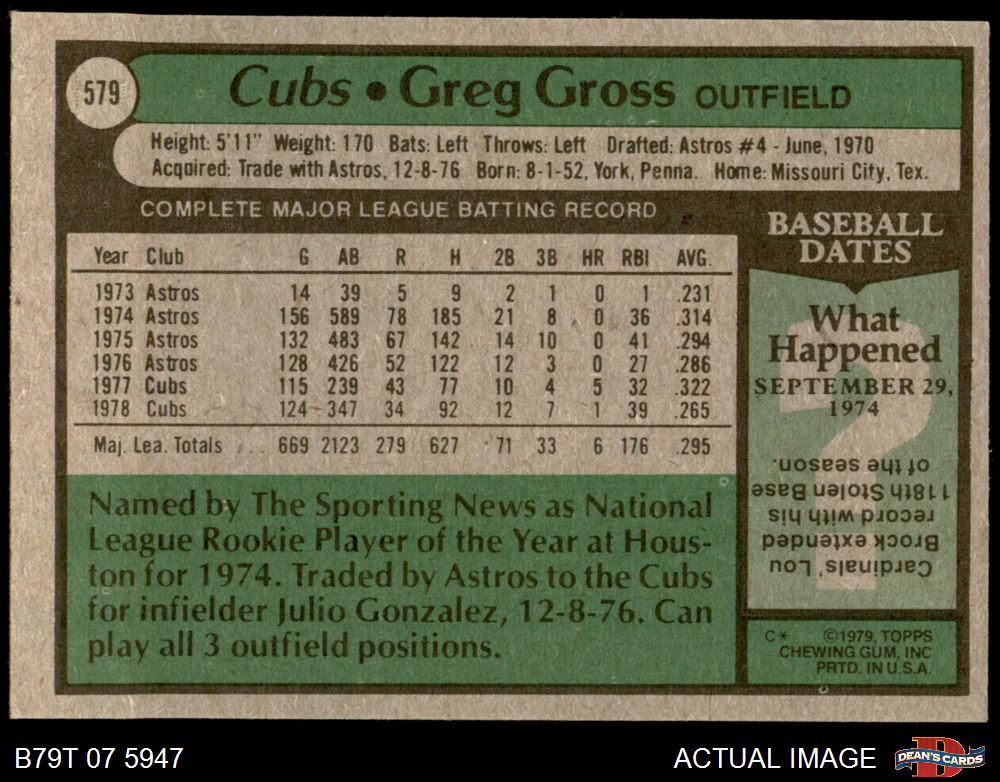 579
Cubs • Greg Gross OUTFIELD
Height: 5'11" Weight: 170 Bats: Left Throws: Left Drafted: Astros #4 - June, 1970
Acquired: Trade with Astros, 12-8-76 Born: 8-1-52, York, Penna. Home: Missouri City, Tex.
COMPLETE MAJOR LEAGUE BATTING RECORD
Year Club G AB R H 2B 3B HR RBI AVG.
1973 Astros 14 39 5 9 2 1 0 1 .231
1974 Astros 156 589 78 185 21 8 0 36 .314
1975 Astros 132 483 67 142 14 10 0 41 .294
1976 Astros 128 426 52 122 12 3 0 27 .286
1977 Cubs 115 239 43 77 10 4 5 32 .322
1978 Cubs 124 347 34 92 12 7 1 39 .265
Maj. Lea. Totals 669 2123 279 627 71 33 6 176 .295
Named by The Sporting News as National
League Rookie Player of the Year at Hous-
ton for 1974. Traded by Astros to the Cubs
for infielder Julio Gonzalez, 12-8-76. Can
play all 3 outfield positions.
BASEBALL
DATES
What
Happened
SEPTEMBER 29,
1974
?
Cardinals' Lou
Brock extended
record with his
118th Stolen Base
of the season.
C* ©1979, TOPPS
CHEWING GUM, INC
PRTD. IN U.S.A.
B79T 07 5947
ACTUAL IMAGE
D
DEAN'S CARDS